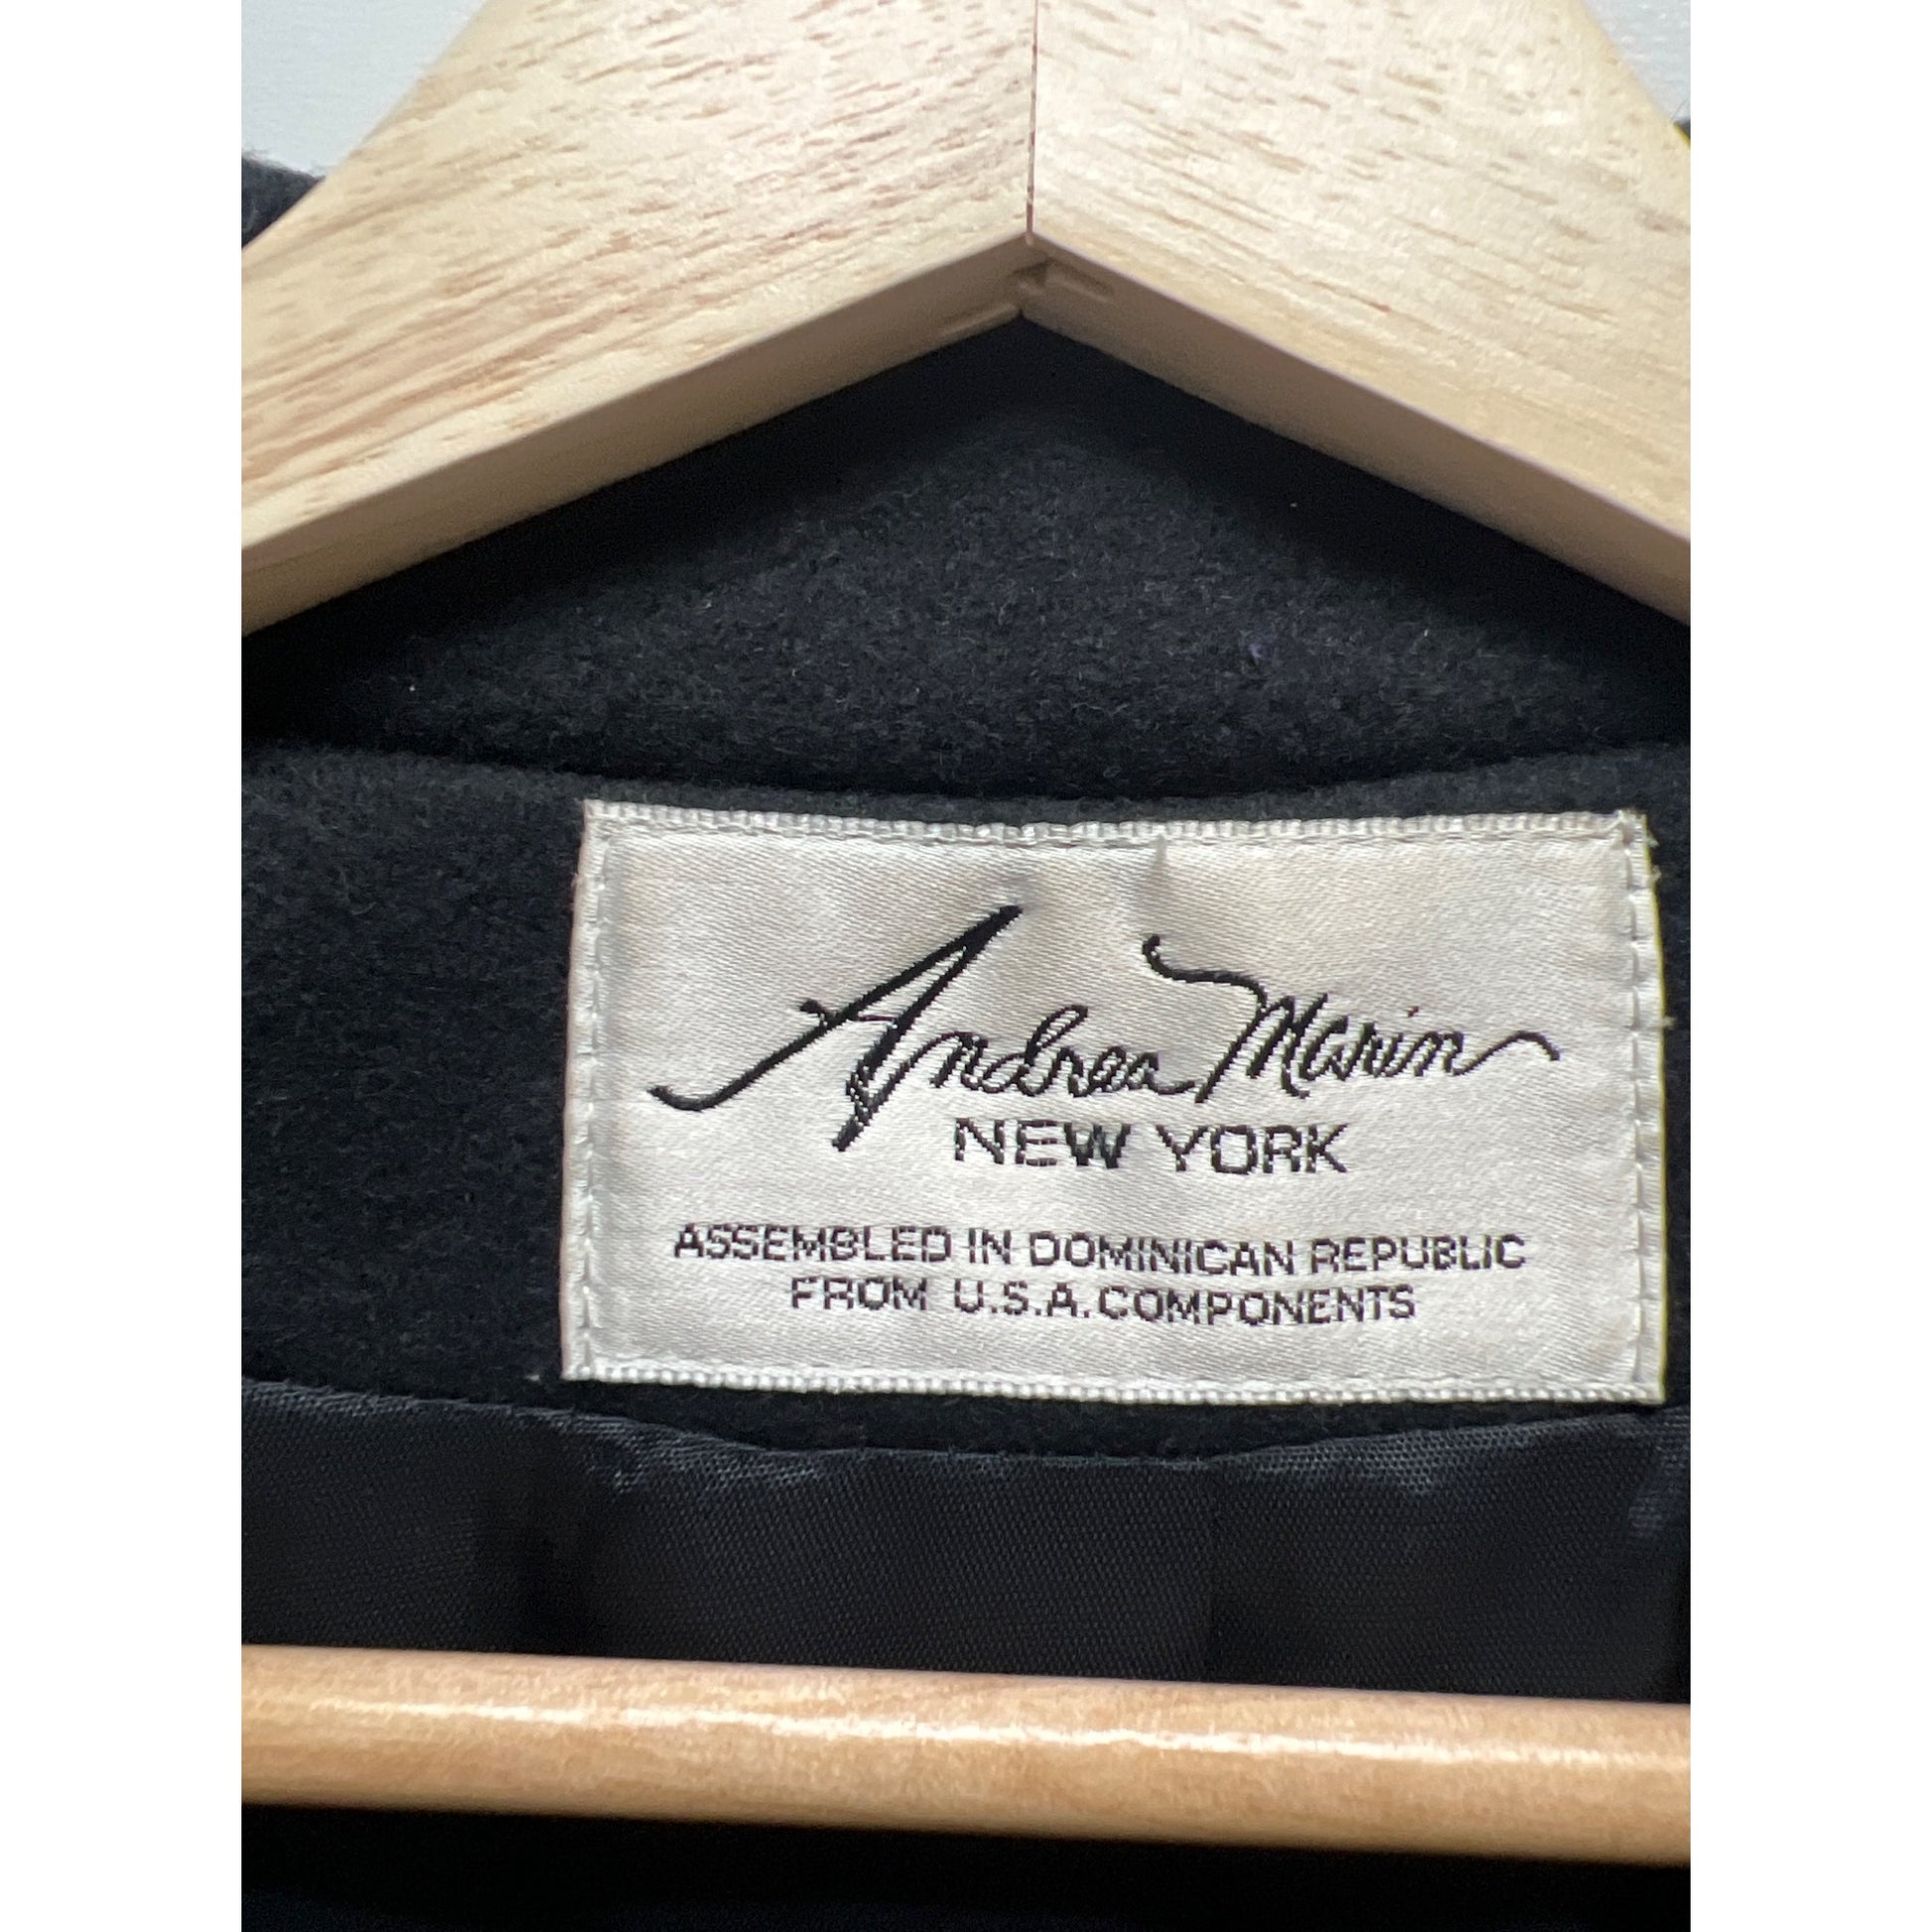 Andrea Marin
NEW YORK
ASSEMBLED IN DOMINICAN REPUBLIC
FROM U.S.A. COMPONENTS